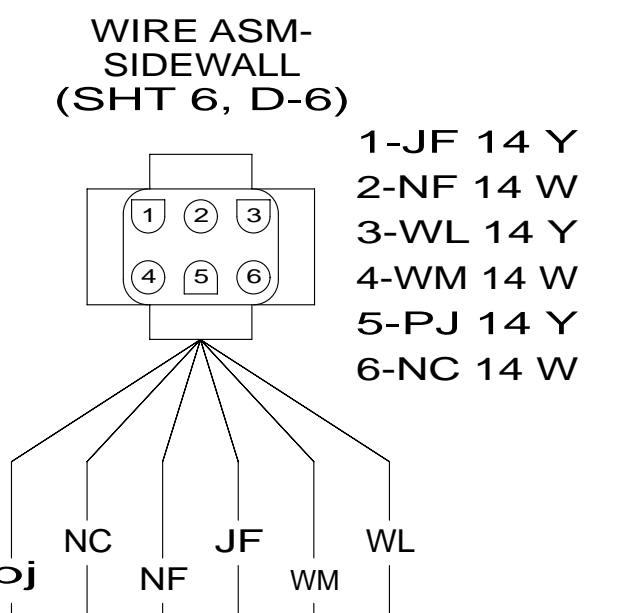 WIRE ASM-
SIDEWALL
(SHT 6, D-6)
1-JF 14 Y
2-NF 14 W
3-WL 14 Y
4-WM 14 W
5-PJ 14 Y
6-NC 14 W
1 2 3
4 5 6
NC JF WL
NF WM